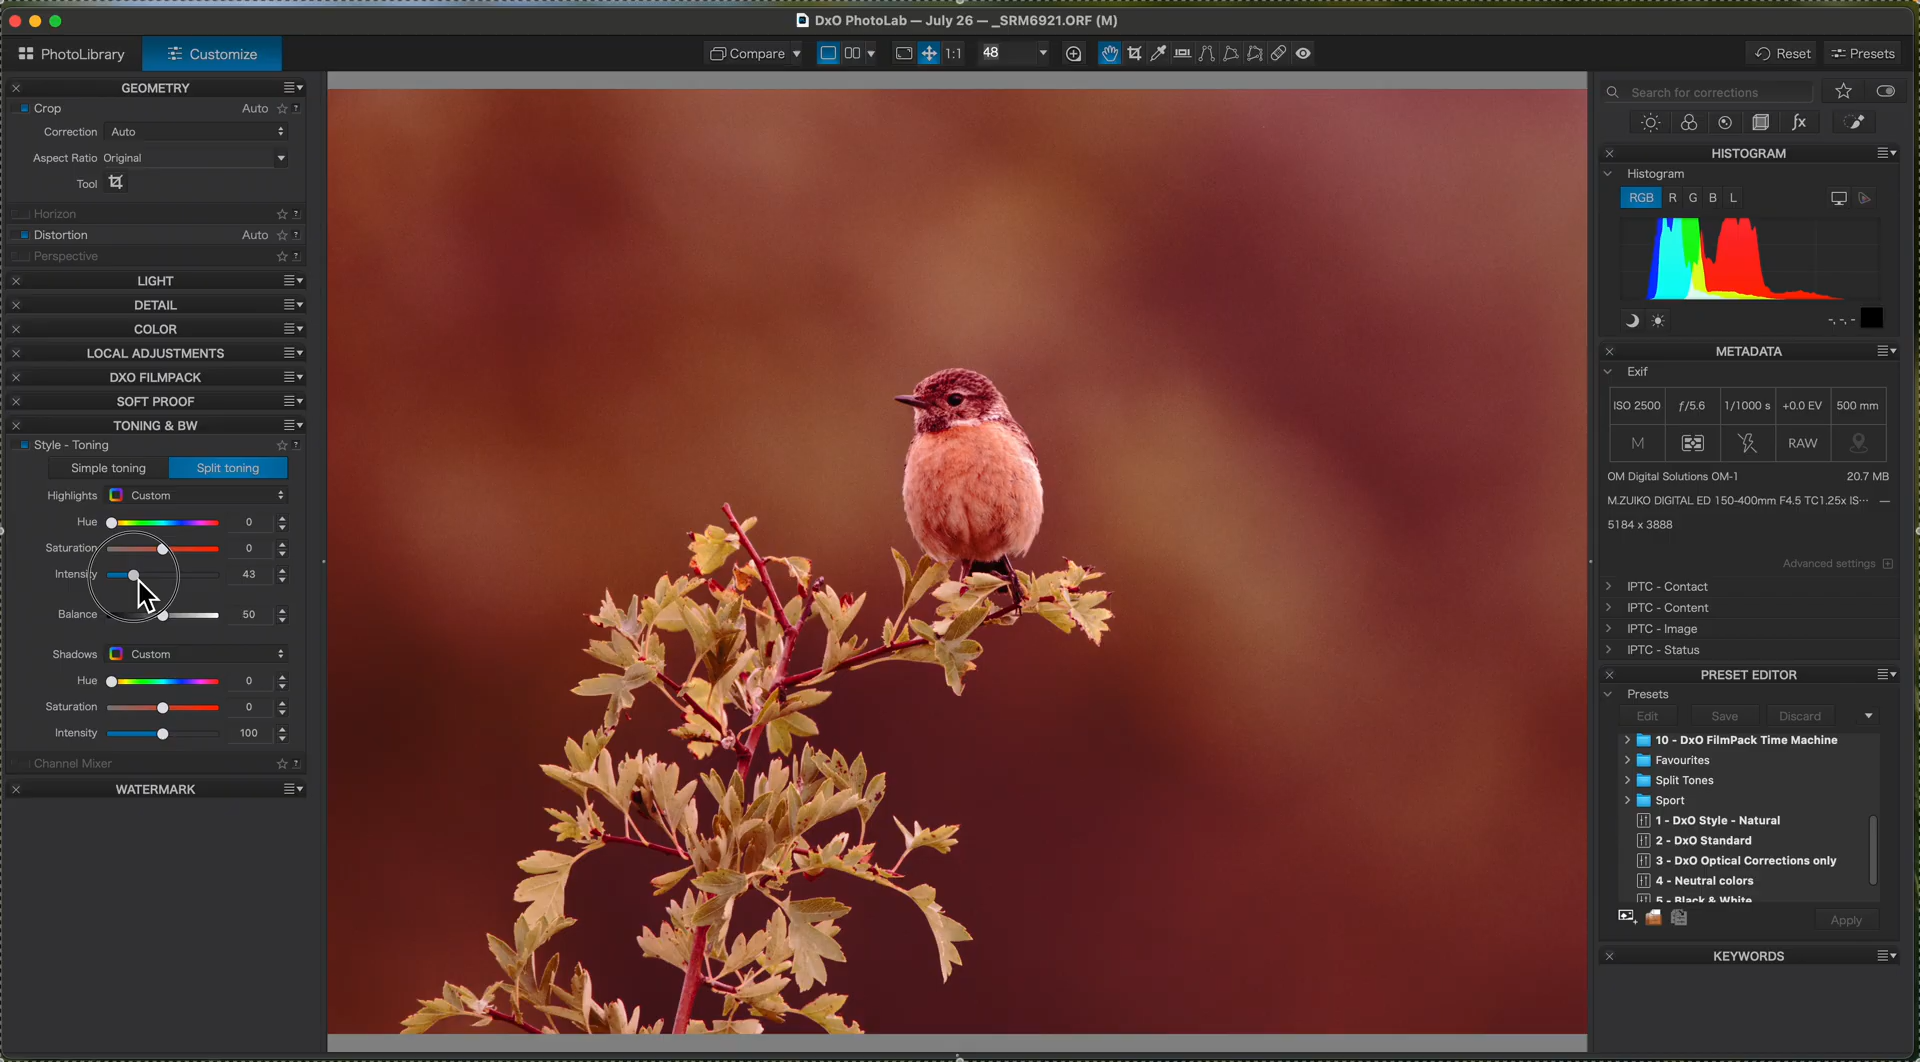 DxO PhotoLab — July 26 — _SRM6921.ORF (M)
PhotoLibrary Customize Compare 1:1 48 Reset Presets
GEOMETRY
Crop Auto ?
Correction Auto
Aspect Ratio Original
Tool
Horizon ?
Distortion Auto ?
Perspective ?
LIGHT
DETAIL
COLOR
LOCAL ADJUSTMENTS
DXO FILMPACK
SOFT PROOF
TONING & BW
Style - Toning ?
Simple toning Split toning
Highlights Custom
Hue 0
Saturation 0
Intensity 43
Balance 50
Shadows Custom
Hue 0
Saturation 0
Intensity 100
Channel Mixer ?
WATERMARK
Search for corrections
fx
HISTOGRAM
Histogram
RGB R G B L
-,-,-
METADATA
Exif
ISO 2500 ƒ/5.6 1/1000 s +0.0 EV 500 mm
M RAW
OM Digital Solutions OM-1 20.7 MB
M.ZUIKO DIGITAL ED 150-400mm F4.5 TC1.25x IS··· —
5184 x 3888
Advanced settings
IPTC - Contact
IPTC - Content
IPTC - Image
IPTC - Status
PRESET EDITOR
Presets
Edit Save Discard
10 - DxO FilmPack Time Machine
Favourites
Split Tones
Sport
1 - DxO Style - Natural
2 - DxO Standard
3 - DxO Optical Corrections only
4 - Neutral colors
5 - Black & White
Apply
KEYWORDS